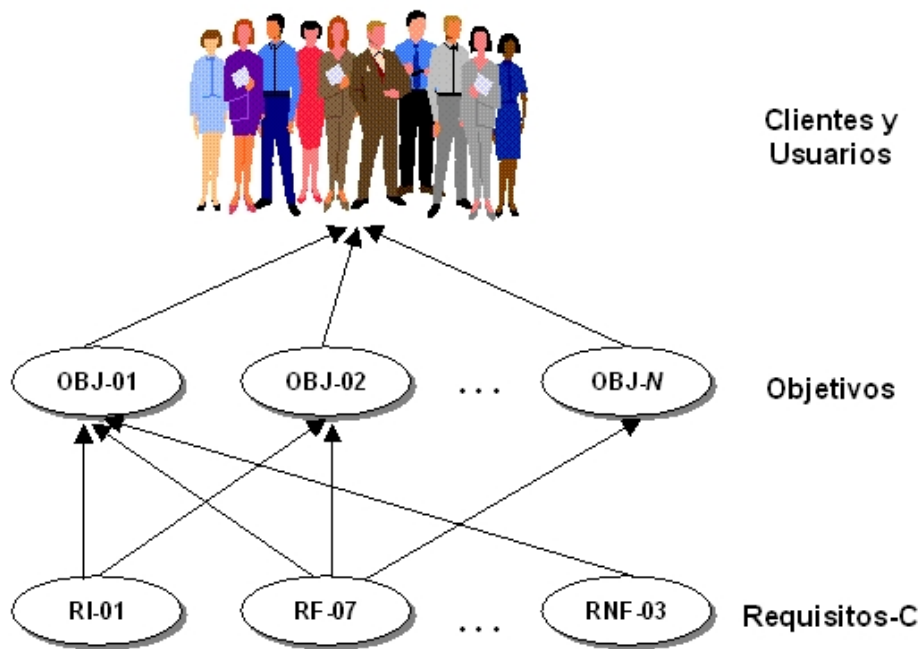 Clientes y
Usuarios
OBJ-01
OBJ-02
. . .
OBJ-N
Objetivos
RI-01
RF-07
. . .
RNF-03
Requisitos-C